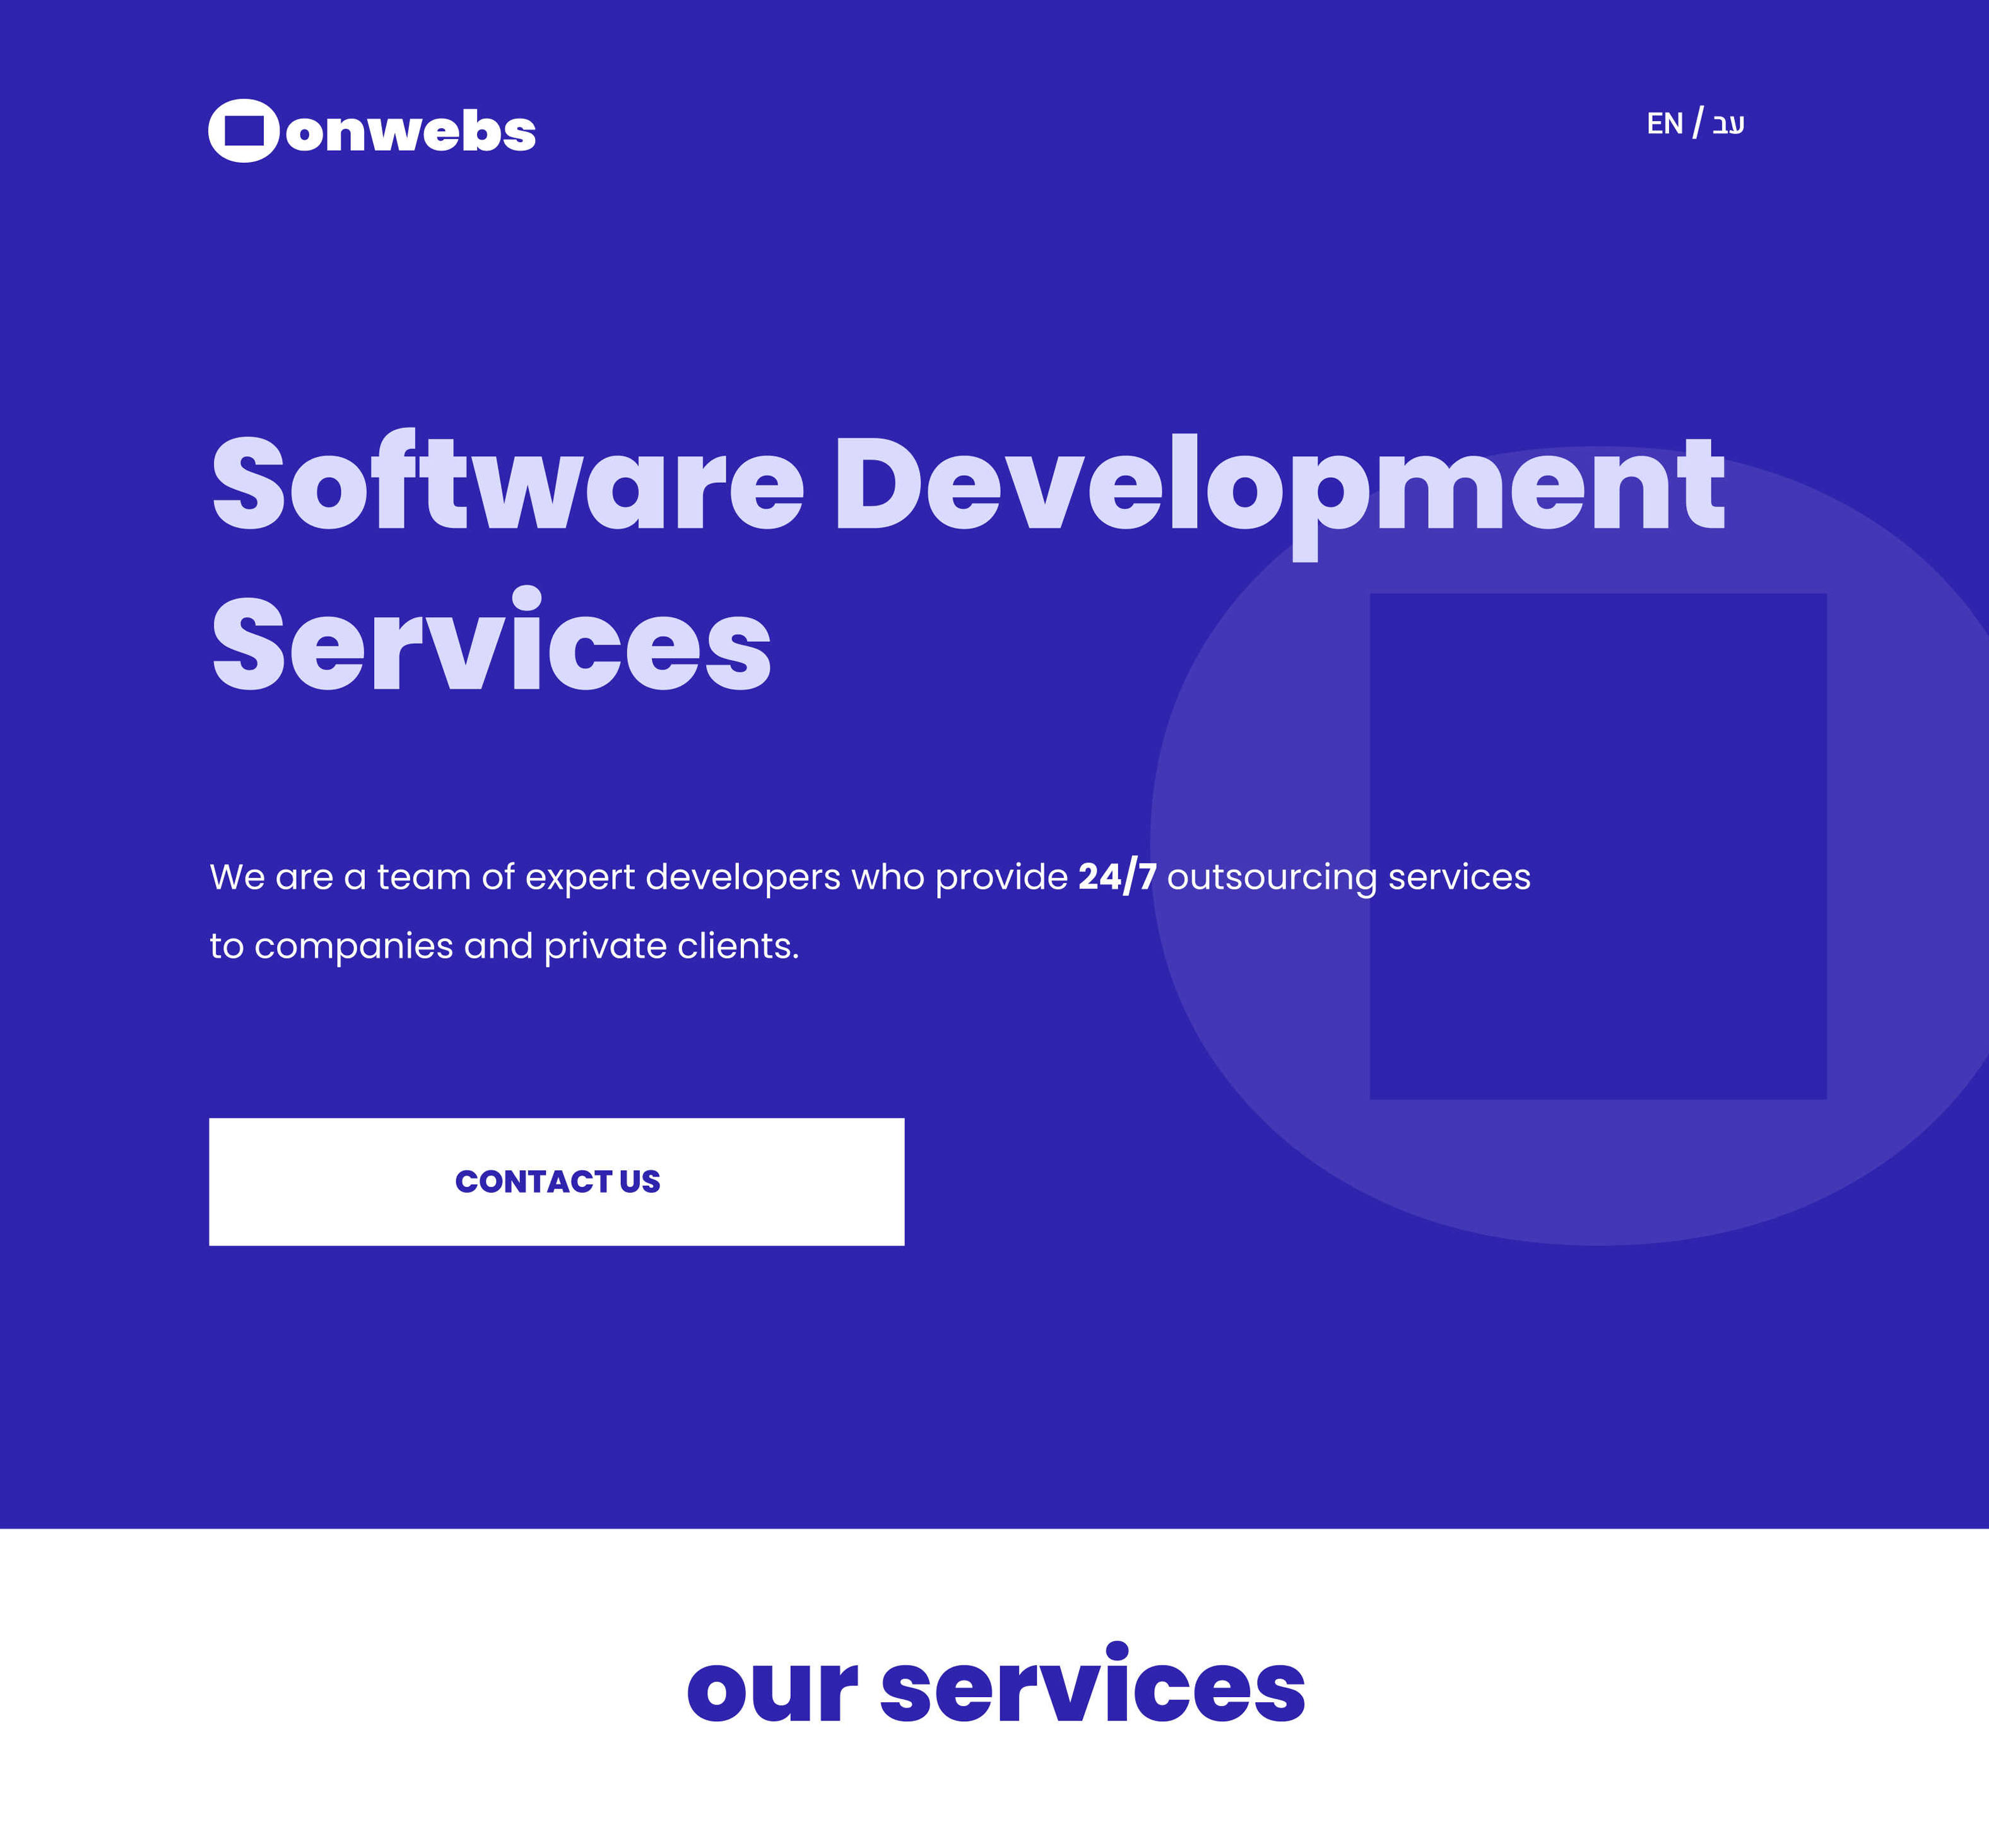 onwebs
EN / עב
Software Development
Services
We are a team of expert developers who provide 24/7 outsourcing services
to companies and private clients.
CONTACT US
our services